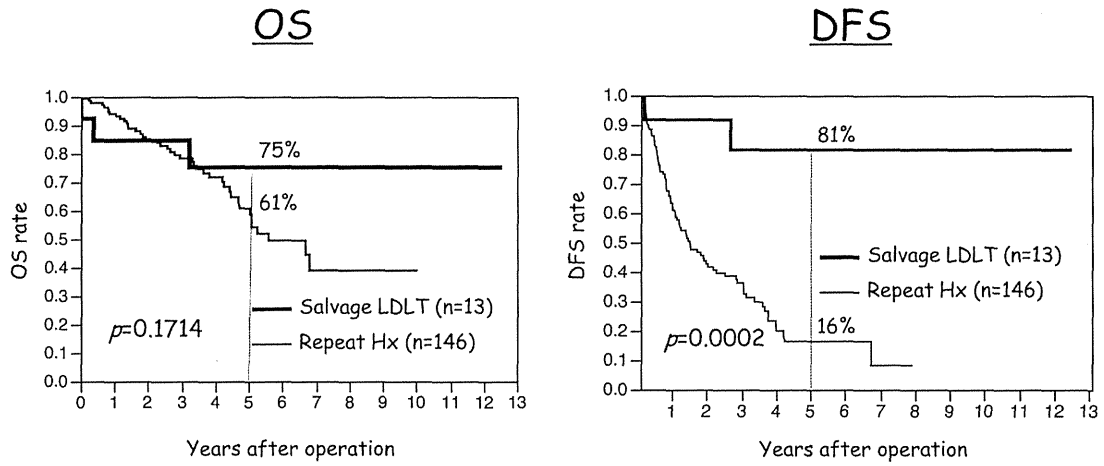 OS
DFS
1.0
0.9
0.8
0.7
0.6
0.5
0.4
0.3
0.2
0.1
0.0
OS rate
75%
61%
Salvage LDLT (n=13)
Repeat Hx (n=146)
p=0.1714
0 1 2 3 4 5 6 7 8 9 10 11 12 13
Years after operation
1.0
0.9
0.8
0.7
0.6
0.5
0.4
0.3
0.2
0.1
0.0
DFS rate
81%
Salvage LDLT (n=13)
Repeat Hx (n=146)
16%
p=0.0002
1 2 3 4 5 6 7 8 9 10 11 12 13
Years after operation